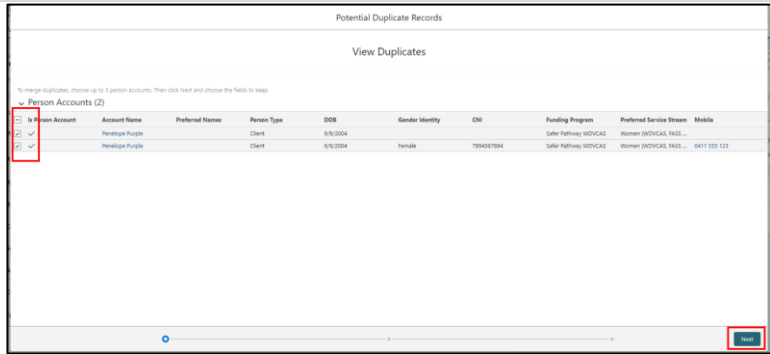 Potential Duplicate Records
View Duplicates
To merge duplicates, choose up to 3 person accounts. Then click Next and choose the fields to keep.
Person Accounts (2)
Is Person Account Account Name Preferred Names Person Type DOB Gender Identity CNI Funding Program Preferred Service Stream Mobile
Penelope Purple Client 9/9/2004 Safer Pathway WDVCAS Women (WDVCAS, FASS ...
Penelope Purple Client 9/9/2004 Female 7894567894 Safer Pathway WDVCAS Women (WDVCAS, FASS ... 0411 555 123
Next